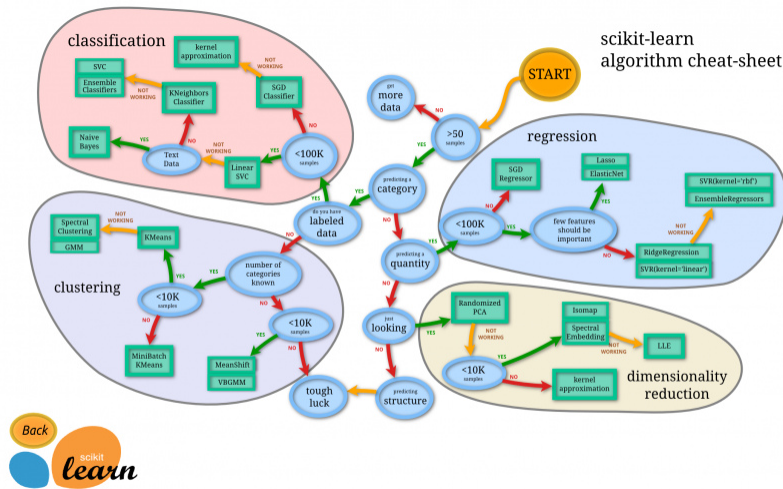 scikit-learn
algorithm cheat-sheet
START
classification
kernel
approximation
NOT
WORKING
SVC
Ensemble
Classifiers
NOT
WORKING
KNeighbors
Classifier
SGD
Classifier
NO
NO
Naive
Bayes
YES
Text
Data
NOT
WORKING
Linear
SVC
YES
<100K
samples
YES
get
more
data
NO
>50
samples
YES
predicting a
category
YES
NO
do you have
labeled
data
NO
predicting a
quantity
YES
NO
just
looking
YES
NO
predicting
structure
tough
luck
regression
SGD
Regressor
NO
<100K
samples
YES
few features
should be
important
YES
Lasso
ElasticNet
NO
RidgeRegression
SVR(kernel='linear')
NOT
WORKING
SVR(kernel='rbf')
EnsembleRegressors
clustering
Spectral
Clustering
GMM
NOT
WORKING
KMeans
YES
<10K
samples
NO
MiniBatch
KMeans
YES
number of
categories
known
NO
<10K
samples
YES
NO
MeanShift
VBGMM
Randomized
PCA
NOT
WORKING
<10K
samples
YES
NO
Isomap
Spectral
Embedding
NOT
WORKING
LLE
kernel
approximation
dimensionality
reduction
Back
scikit
learn